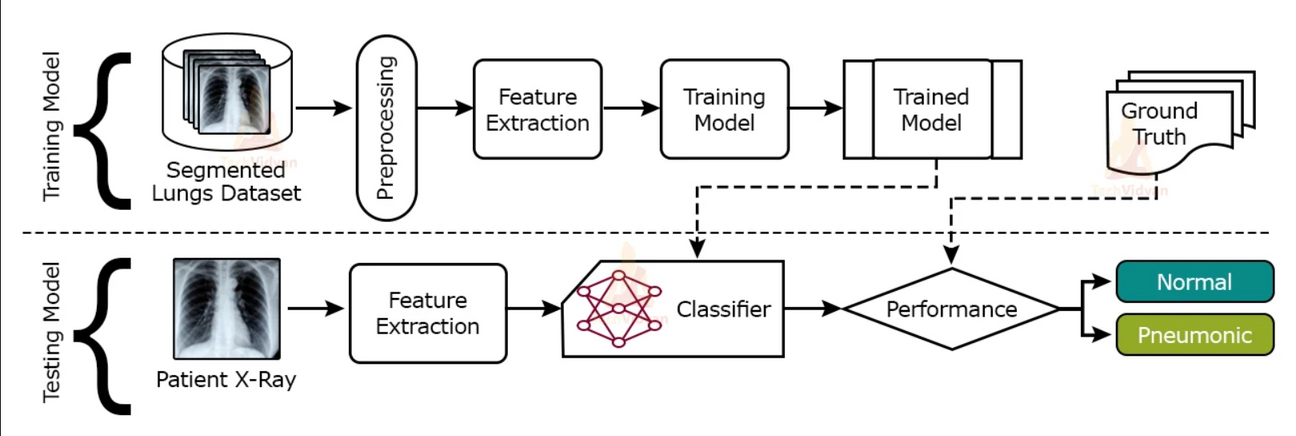 Training Model
Segmented
Lungs Dataset
Preprocessing
Feature
Extraction
Training
Model
Trained
Model
Ground
Truth
TechVidvan
Testing Model
Patient X-Ray
Feature
Extraction
Classifier
Performance
Normal
Pneumonic